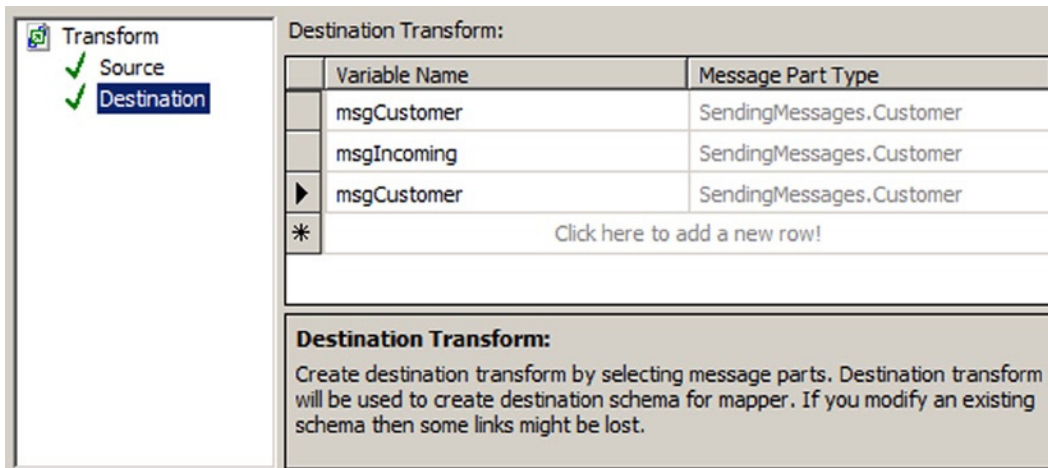 Transform
Source
Destination
Destination Transform:
Variable Name Message Part Type
msgCustomer SendingMessages.Customer
msgIncoming SendingMessages.Customer
msgCustomer SendingMessages.Customer
Click here to add a new row!
Destination Transform:
Create destination transform by selecting message parts. Destination transform
will be used to create destination schema for mapper. If you modify an existing
schema then some links might be lost.